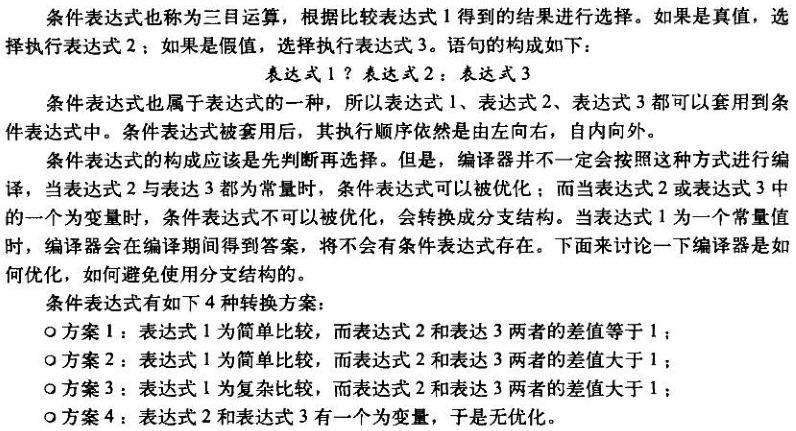 条件表达式也称为三目运算，根据比较表达式 1 得到的结果进行选择。如果是真值，选
择执行表达式 2；如果是假值，选择执行表达式 3。语句的构成如下：
表达式 1 ? 表达式 2 : 表达式 3
条件表达式也属于表达式的一种，所以表达式 1、表达式 2、表达式 3 都可以套用到条
件表达式中。条件表达式被套用后，其执行顺序依然是由左向右，自内向外。
条件表达式的构成应该是先判断再选择。但是，编译器并不一定会按照这种方式进行编
译，当表达式 2 与表达 3 都为常量时，条件表达式可以被优化；而当表达式 2 或表达式 3 中
的一个为变量时，条件表达式不可以被优化，会转换成分支结构。当表达式 1 为一个常量值
时，编译器会在编译期间得到答案，将不会有条件表达式存在。下面来讨论一下编译器是如
何优化，如何避免使用分支结构的。
条件表达式有如下 4 种转换方案：
○ 方案 1：表达式 1 为简单比较，而表达式 2 和表达 3 两者的差值等于 1；
○ 方案 2：表达式 1 为简单比较，而表达式 2 和表达 3 两者的差值大于 1；
○ 方案 3：表达式 1 为复杂比较，而表达式 2 和表达 3 两者的差值大于 1；
○ 方案 4：表达式 2 和表达式 3 有一个为变量，于是无优化。